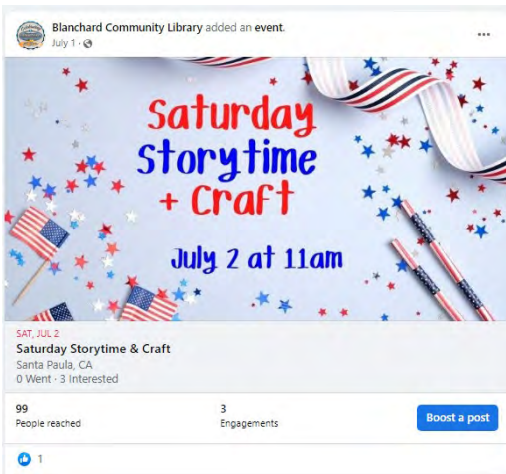 Blanchard Community Library added an event.
July 1 ·
Saturday
Storytime
+ Craft
July 2 at 11am
SAT, JUL 2
Saturday Storytime & Craft
Santa Paula, CA
0 Went · 3 Interested
99
People reached
3
Engagements
Boost a post
1